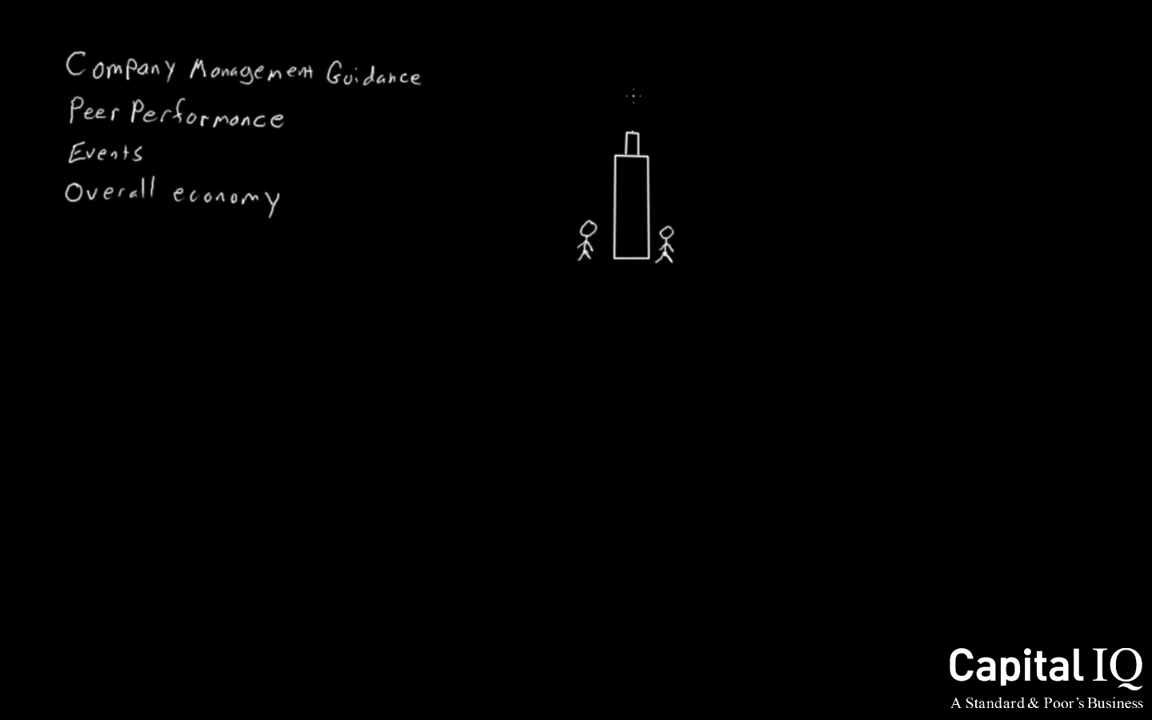 Company Management Guidance
Peer Performance
Events
Overall economy
Capital IQ
A Standard & Poor's Business